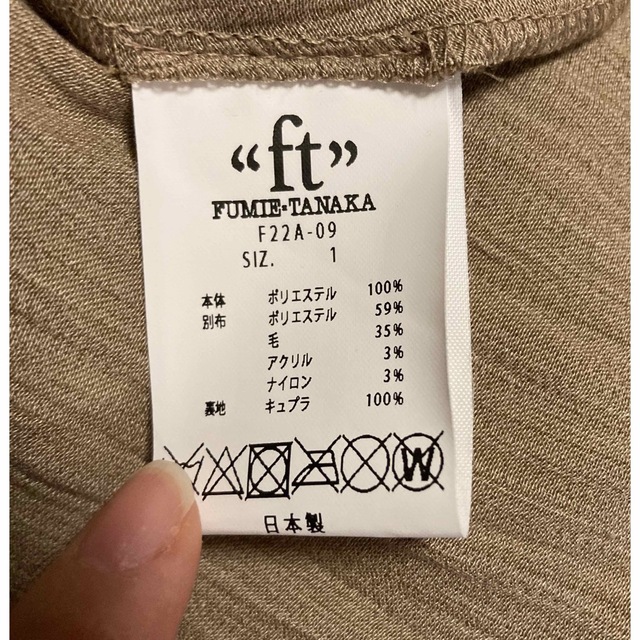 “ft”
FUMIE=TANAKA
F22A-09
SIZ. 1
本体 ポリエステル 100%
別布 ポリエステル 59%
毛 35%
アクリル 3%
ナイロン 3%
裏地 キュプラ 100%
W
日本製